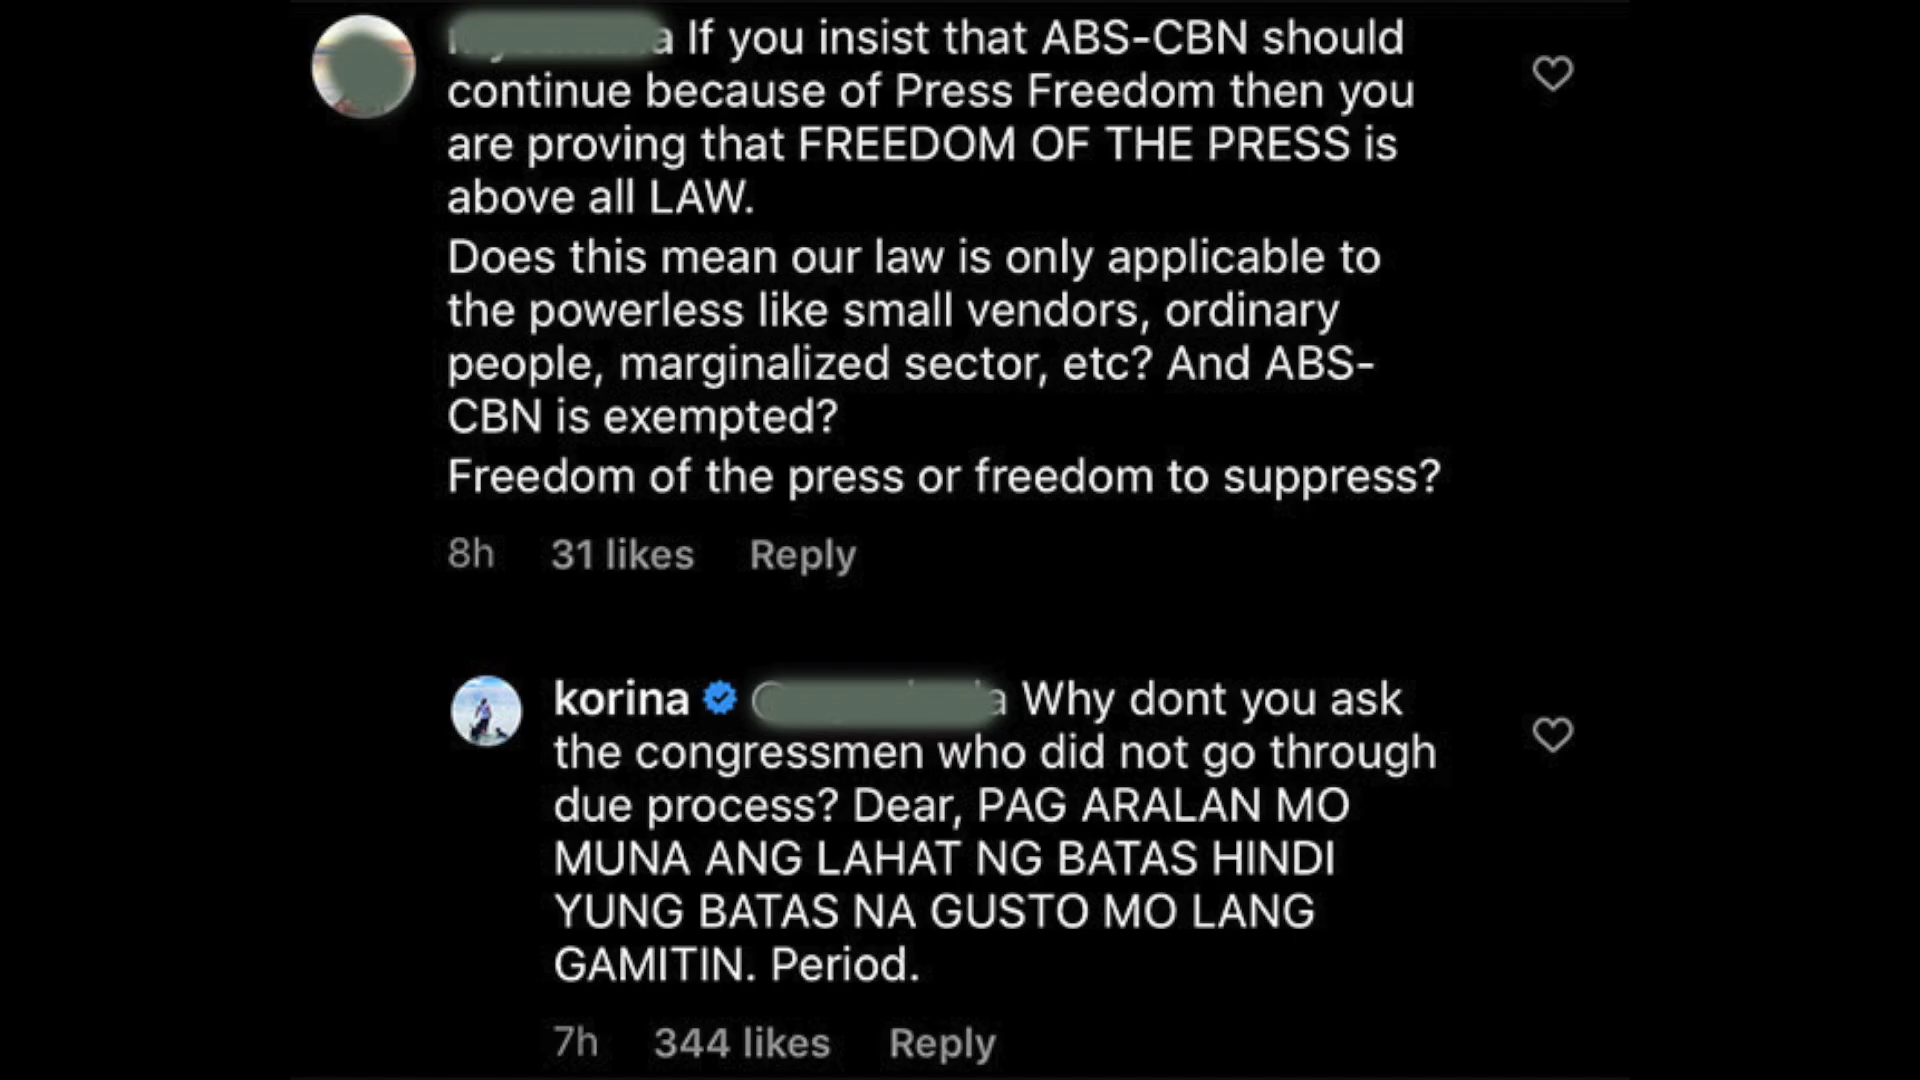 If you insist that ABS-CBN should
continue because of Press Freedom then you
are proving that FREEDOM OF THE PRESS is
above all LAW.
Does this mean our law is only applicable to
the powerless like small vendors, ordinary
people, marginalized sector, etc? And ABS-
CBN is exempted?
Freedom of the press or freedom to suppress?
8h 31 likes Reply
korina Why dont you ask
the congressmen who did not go through
due process? Dear, PAG ARALAN MO
MUNA ANG LAHAT NG BATAS HINDI
YUNG BATAS NA GUSTO MO LANG
GAMITIN. Period.
7h 344 likes Reply